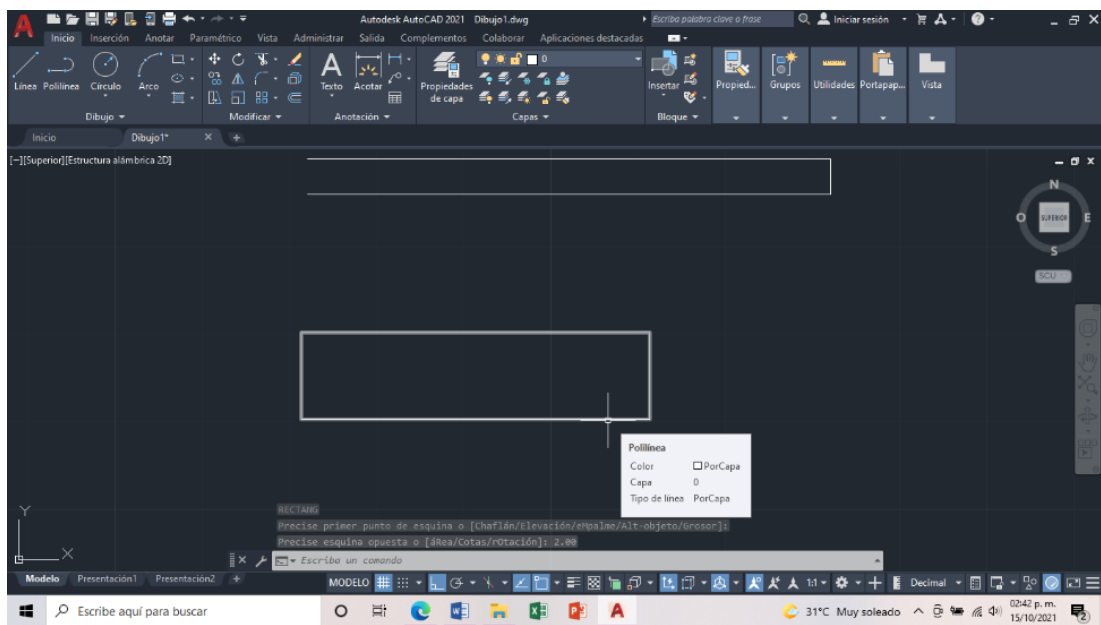 Autodesk AutoCAD 2021 Dibujo1.dwg Escriba palabra clave o frase Iniciar sesión
Inicio Inserción Anotar Paramétrico Vista Administrar Salida Complementos Colaborar Aplicaciones destacadas
Línea Polilínea Círculo Arco Texto Acotar Propiedades de capa 0 Insertar Propied... Grupos Utilidades Portapap... Vista
Dibujo Modificar Anotación Capas Bloque
Inicio Dibujo1*
[−][Superior][Estructura alámbrica 2D]
N
O SUPERIOR E
S
SCU
Polilínea
Color PorCapa
Capa 0
Tipo de línea PorCapa
Y
X
RECTANG
Precise primer punto de esquina o [Chaflán/Elevación/eMpalme/Alt-objeto/Grosor]:
Precise esquina opuesta o [áRea/Cotas/rOtación]: 2.00
Escriba un comando
Modelo Presentación1 Presentación2 + MODELO 1:1 Decimal
Escribe aquí para buscar 31°C Muy soleado 02:42 p. m.
15/10/2021